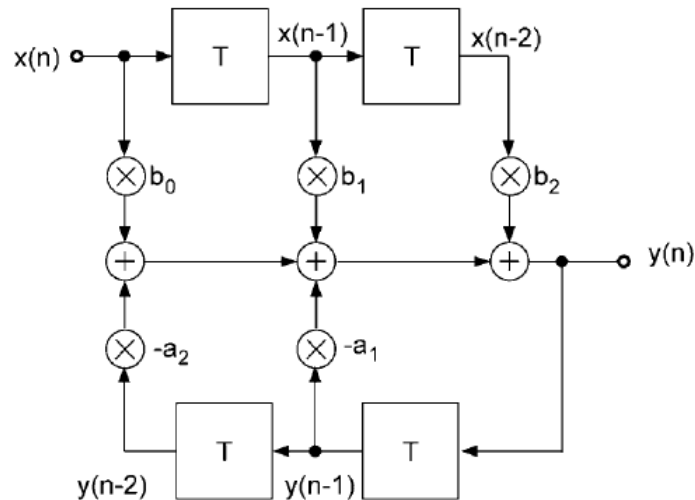 x(n) T x(n-1) T x(n-2)
b₀ b₁ b₂
+ + + y(n)
-a₂ -a₁
T T
y(n-2) y(n-1)